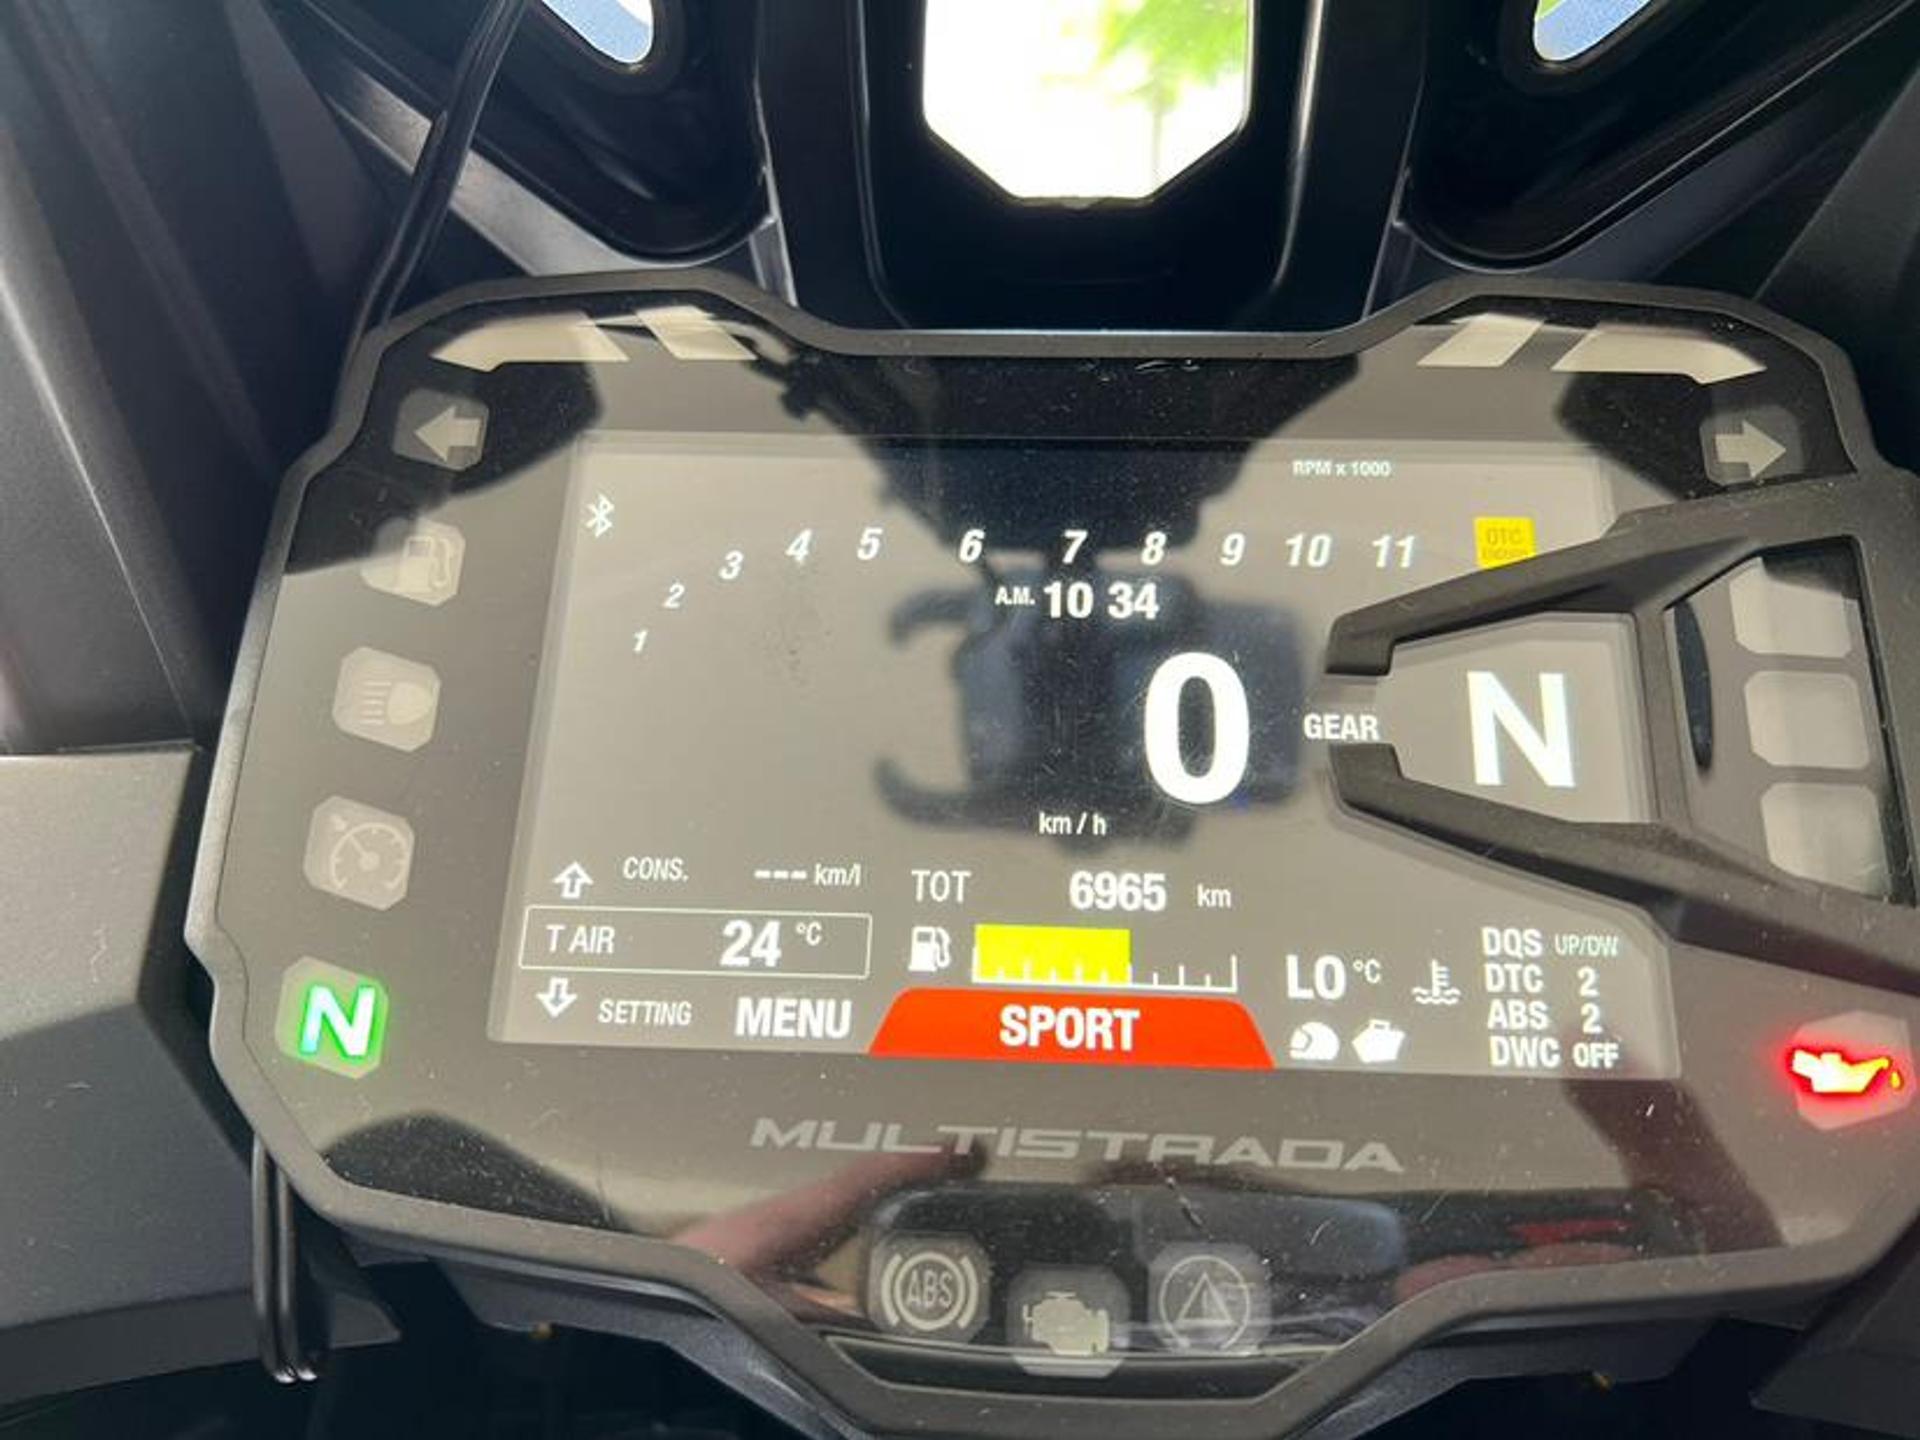 RPM x 1000
1 2 3 4 5 6 7 8 9 10 11
DTC
A.M. 10 34
0
GEAR N
km / h
CONS. --- km/l
TOT 6965 km
T AIR 24 °C
LO °C
DQS UP/DW
DTC 2
ABS 2
DWC OFF
SETTING MENU
SPORT
N
MULTISTRADA
ABS